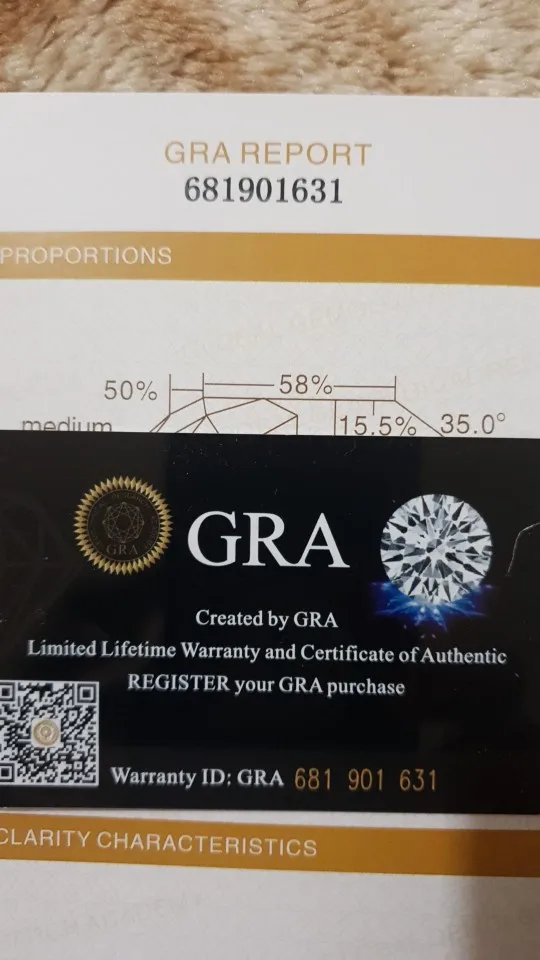 GRA REPORT
681901631
PROPORTIONS
50%
58%
medium
15.5%
35.0°
GRA
GRA
Created by GRA
Limited Lifetime Warranty and Certificate of Authentic
REGISTER your GRA purchase
Warranty ID: GRA 681 901 631
CLARITY CHARACTERISTICS